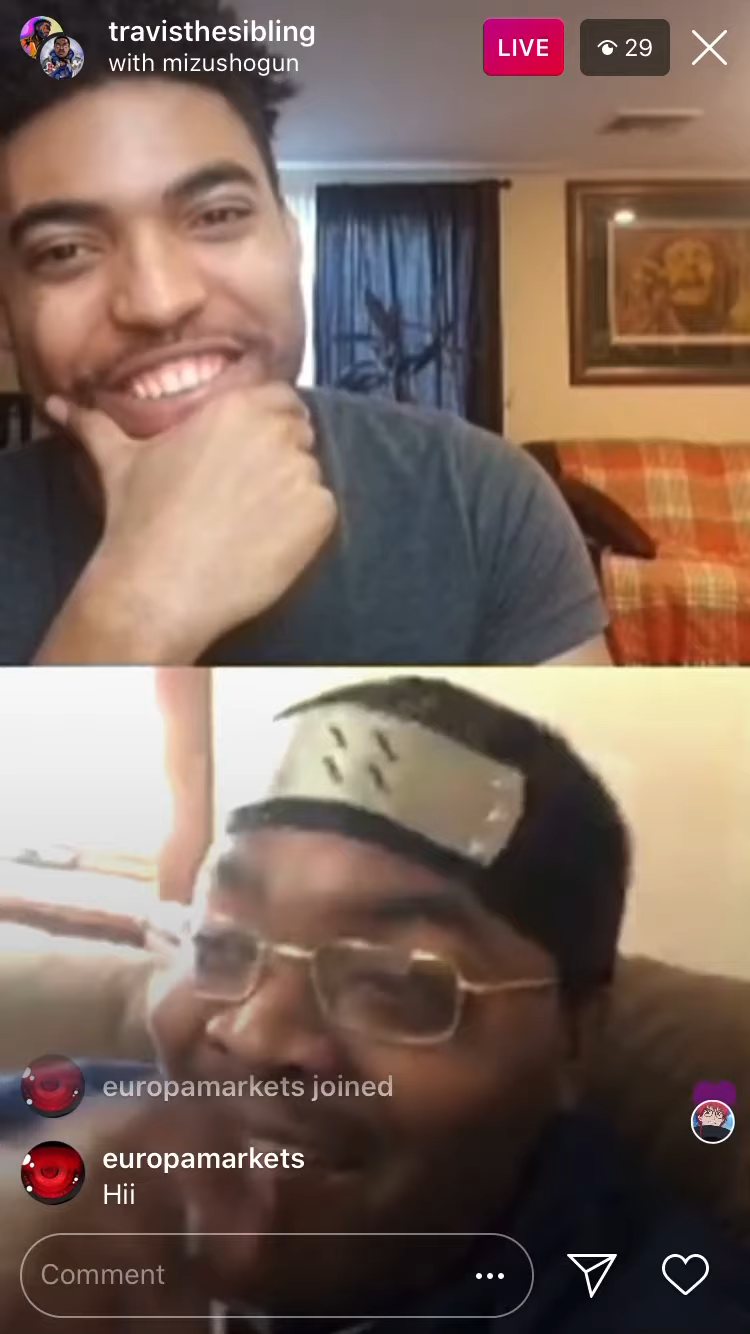 travisthesibling
with mizushogun
LIVE
29
europamarkets joined
europamarkets
Hii
Comment